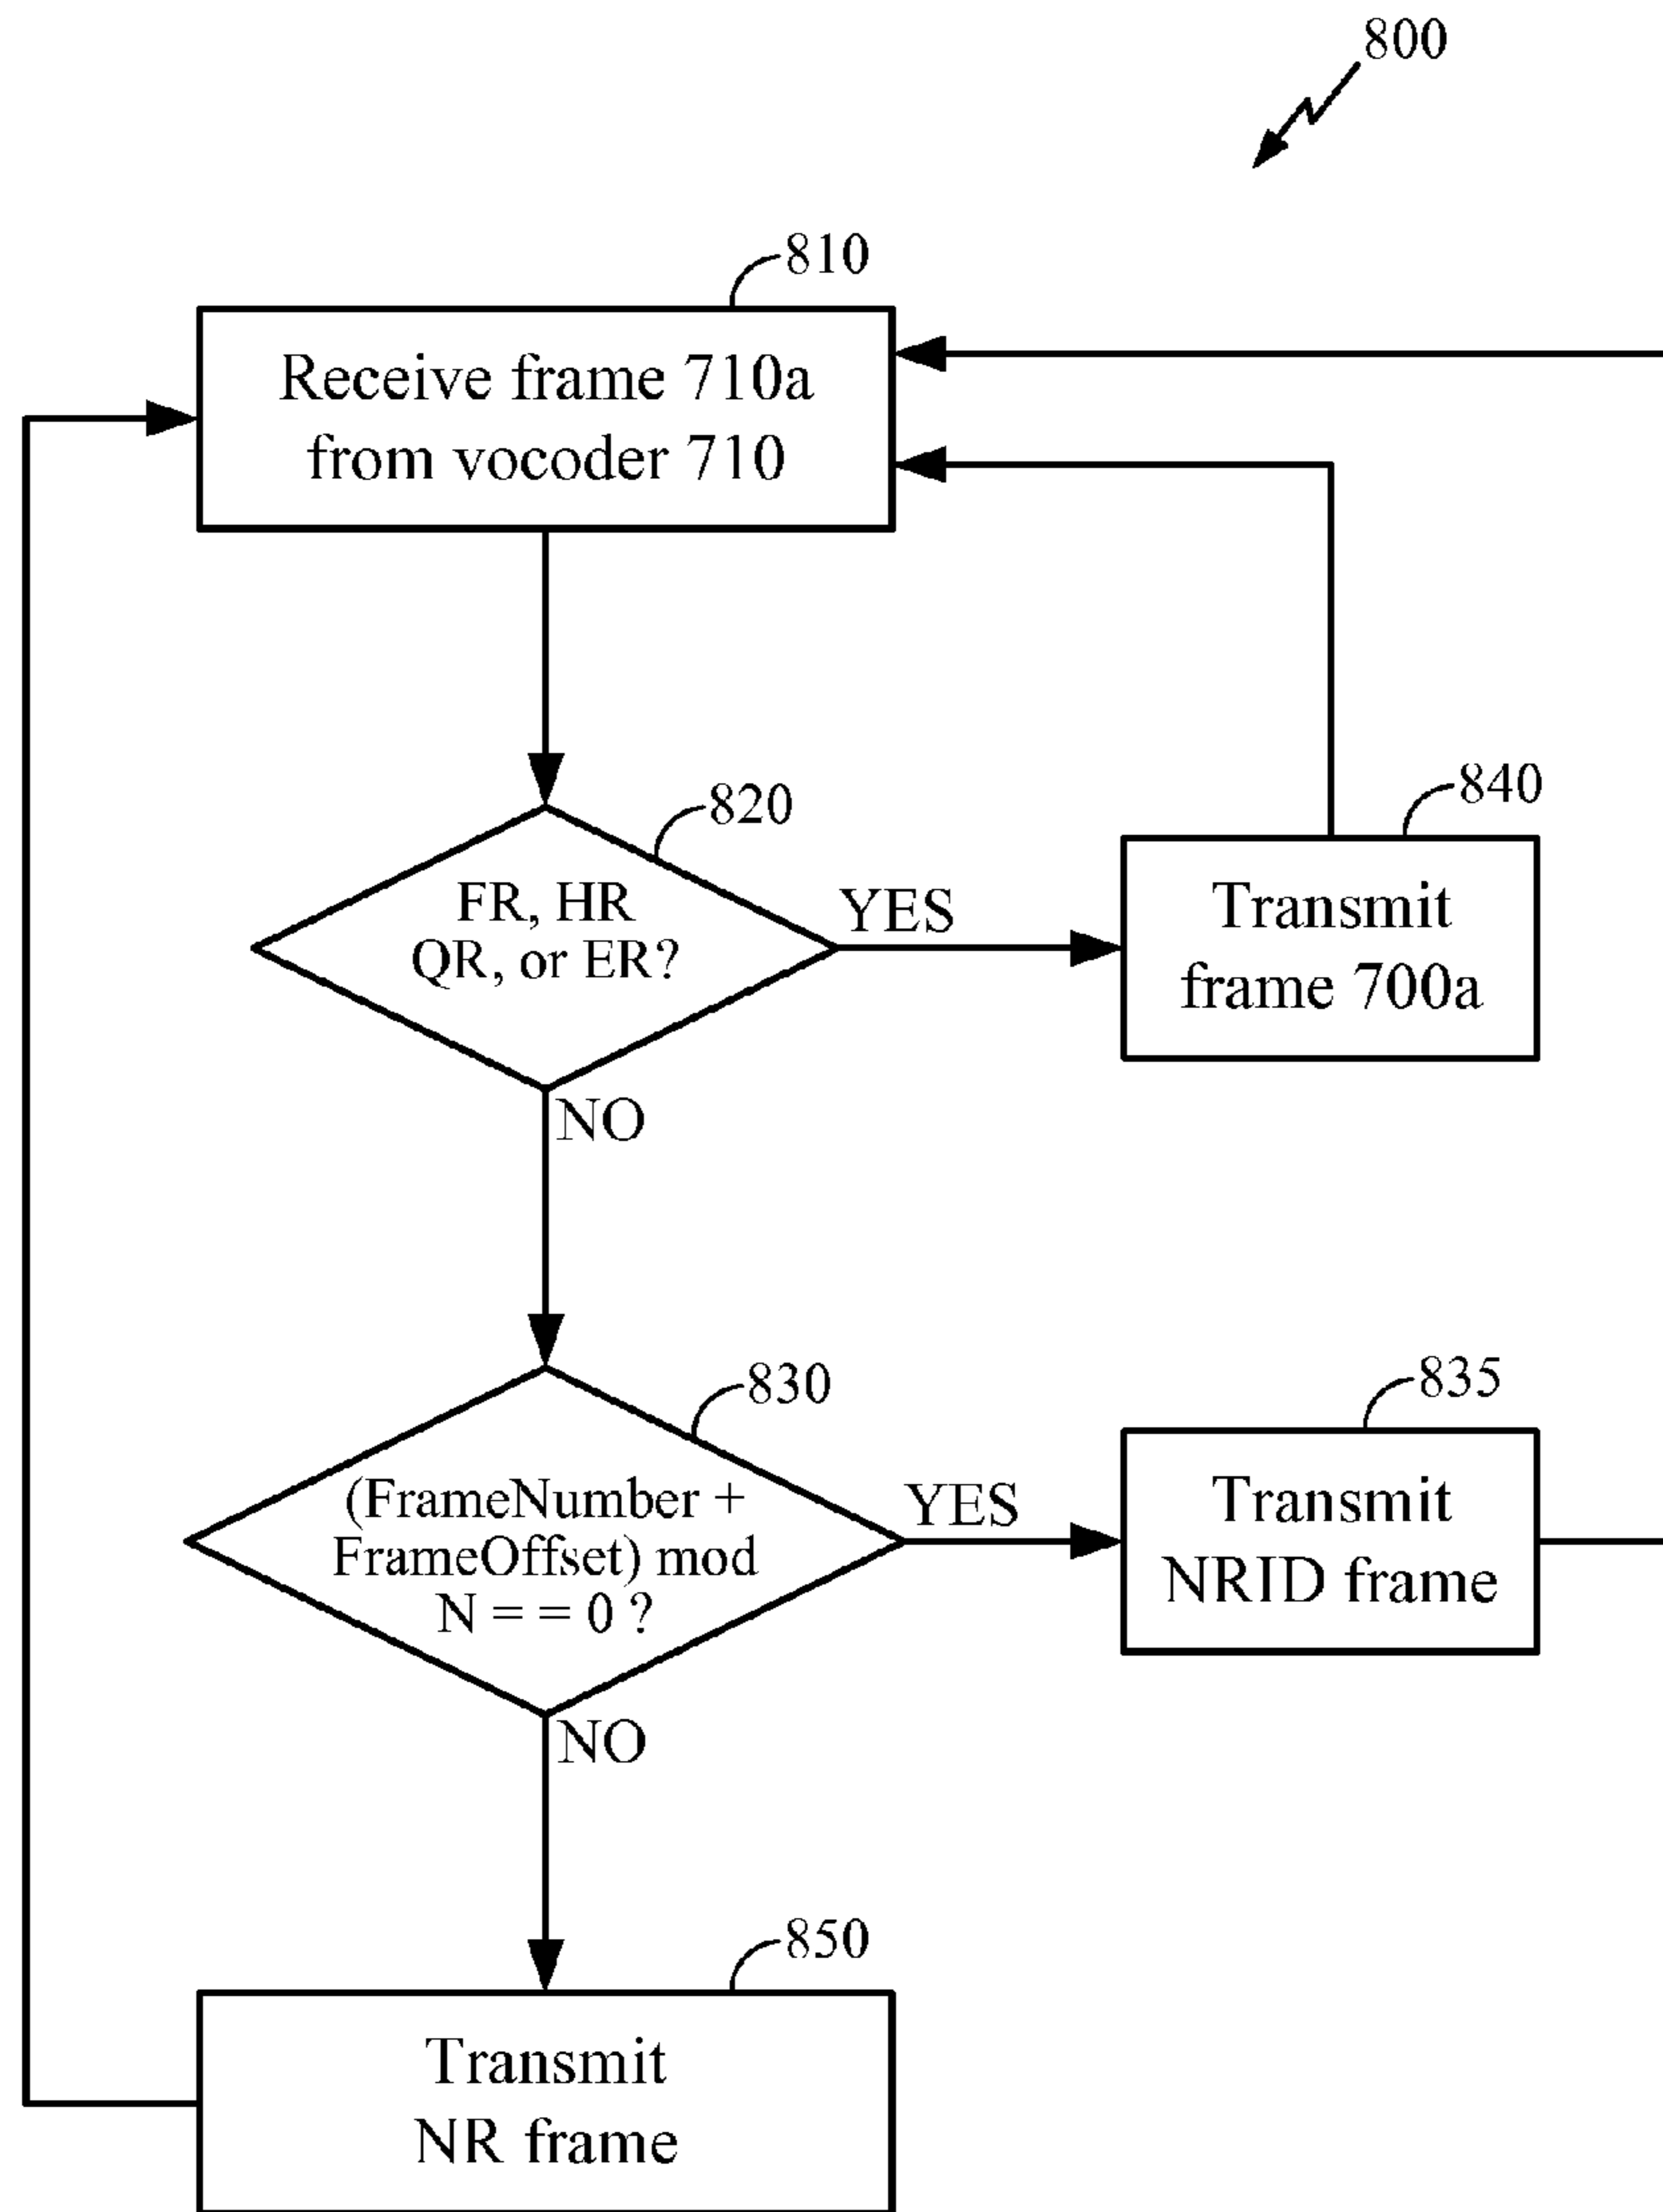 800
810
Receive frame 710a
from vocoder 710
820
FR, HR
QR, or ER?
YES
840
Transmit
frame 700a
NO
830
(FrameNumber +
FrameOffset) mod
N = = 0 ?
YES
835
Transmit
NRID frame
NO
850
Transmit
NR frame